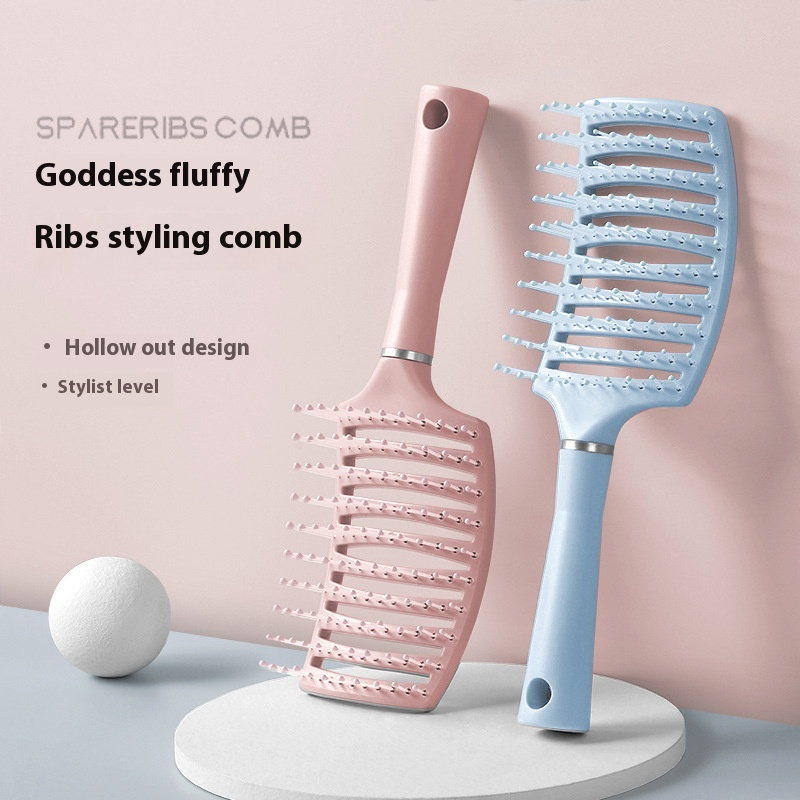 SPARERIBS COMB
Goddess fluffy
Ribs styling comb
• Hollow out design
• Stylist level